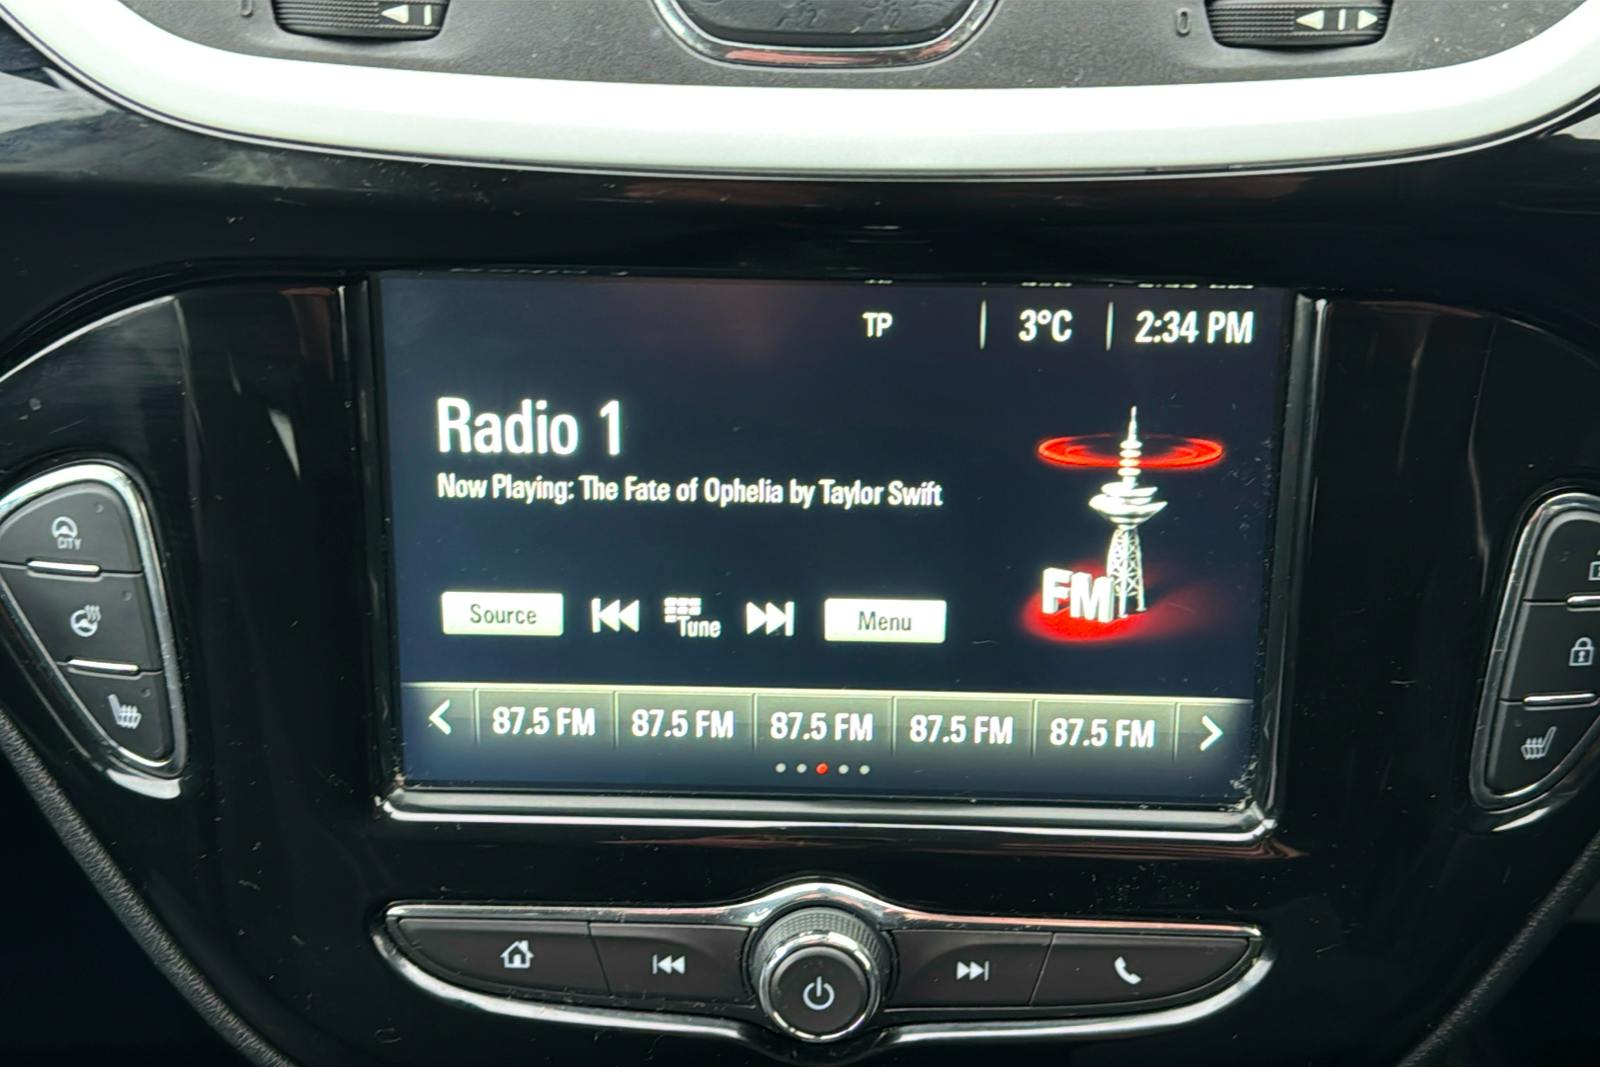 TP 3°C 2:34 PM
Radio 1
Now Playing: The Fate of Ophelia by Taylor Swift
FM
Source Tune Menu
87.5 FM 87.5 FM 87.5 FM 87.5 FM 87.5 FM
CITY